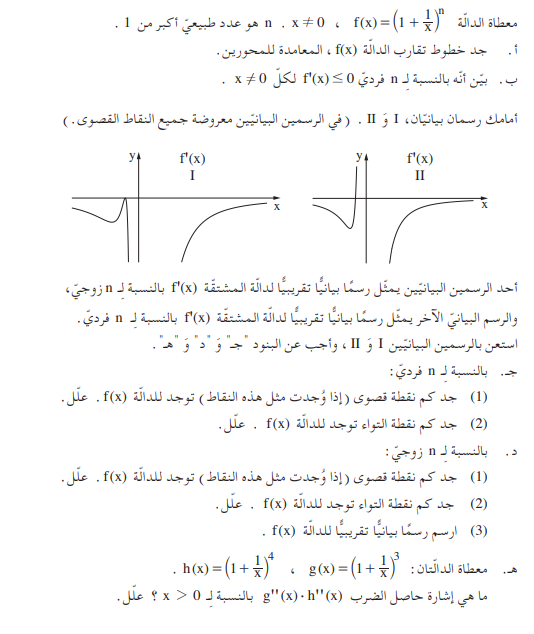 معطاة الدالّة f(x) = (1 + 1/x)^n ، x ≠ 0 . n هو عدد طبيعيّ أكبر من 1 .
أ. جد خطوط تقارب الدالّة f(x) ، المعامدة للمحورين.
ب. بيّن أنّه بالنسبة لِـ n فرديّ f'(x) ≤ 0 لكلّ x ≠ 0 .
أمامك رسمان بيانيّان، I وَ II . (في الرسمين البيانيّين معروضة جميع النقاط القصوى.)
y f'(x) I x
y f'(x) II x
أحد الرسمين البيانيّين يمثّل رسمًا بيانيًّا تقريبيًّا لدالّة المشتقّة f'(x) بالنسبة لِـ n زوجيّ،
والرسم البيانيّ الآخر يمثّل رسمًا بيانيًّا تقريبيًّا لدالّة المشتقّة f'(x) بالنسبة لِـ n فرديّ.
استعن بالرسمين البيانيّين I وَ II ، وأجب عن البنود "جـ" وَ "د" وَ "هـ".
جـ. بالنسبة لِـ n فرديّ:
(1) جد كم نقطة قصوى (إذا وُجدت مثل هذه النقاط) توجد للدالّة f(x) . علّل.
(2) جد كم نقطة التواء توجد للدالّة f(x) . علّل.
د. بالنسبة لِـ n زوجيّ:
(1) جد كم نقطة قصوى (إذا وُجدت مثل هذه النقاط) توجد للدالّة f(x) . علّل.
(2) جد كم نقطة التواء توجد للدالّة f(x) . علّل.
(3) ارسم رسمًا بيانيًّا تقريبيًّا للدالّة f(x) .
هـ. معطاة الدالّتان: g(x) = (1 + 1/x)^3 ، h(x) = (1 + 1/x)^4 .
ما هي إشارة حاصل الضرب g''(x) · h''(x) بالنسبة لِـ x > 0 ؟ علّل.